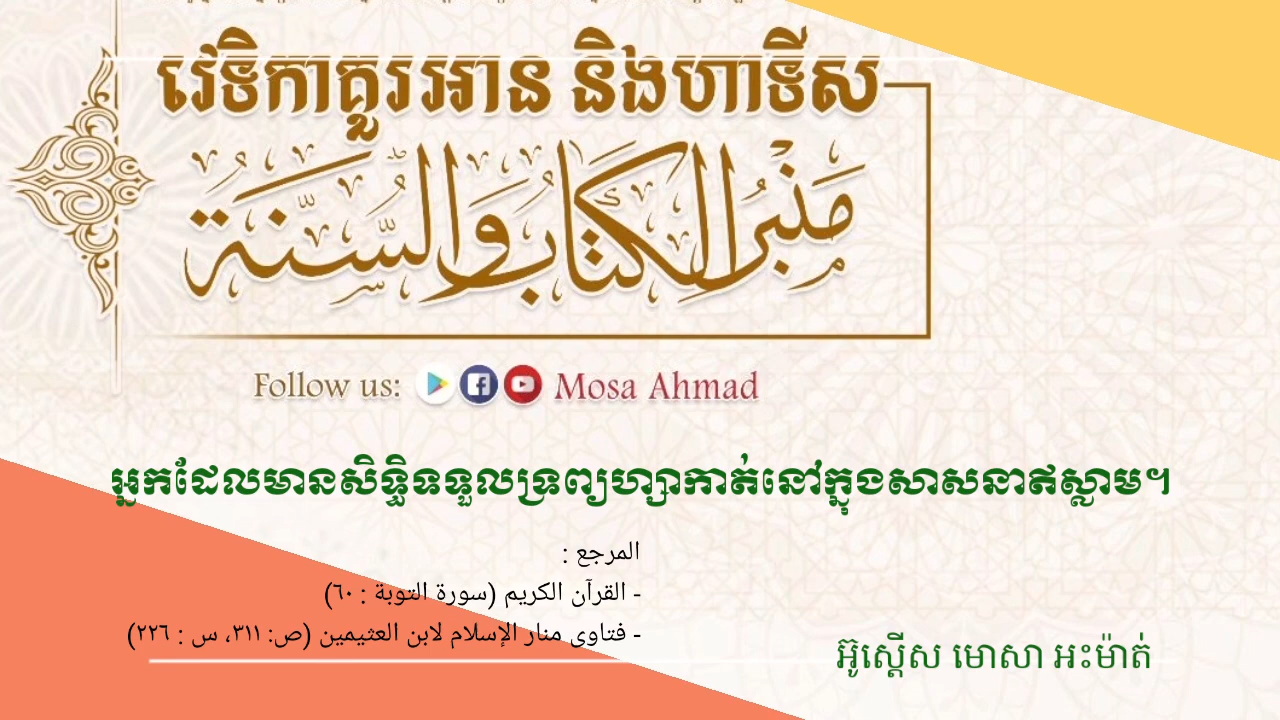 វេទិកាគួរអាន និងហាទីស
مَنْبَرُ الْكِتَابِ وَالسُّنَّة
Follow us: Mosa Ahmad
អ្នកដែលមានសិទ្ធិទទួលទ្រព្យហ្សាកាត់នៅក្នុងសាសនាឥស្លាម។
المرجع :
- القرآن الكريم (سورة التوبة : ٦٠)
- فتاوى منار الإسلام لابن العثيمين (ص: ٣١١، س : ٢٢٦)
អ៊ូស្តើស មោសា អះម៉ាត់